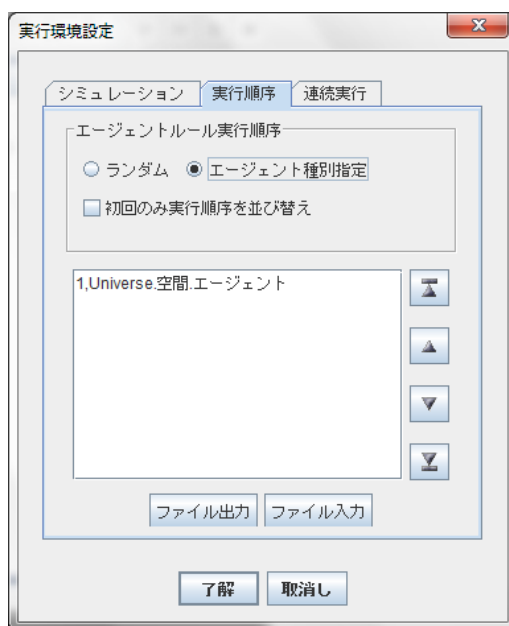 実行環境設定
シミュレーション 実行順序 連続実行
エージェントルール実行順序
ランダム エージェント種別指定
初回のみ実行順序を並び替え
1,Universe.空間.エージェント
ファイル出力 ファイル入力
了解 取消し